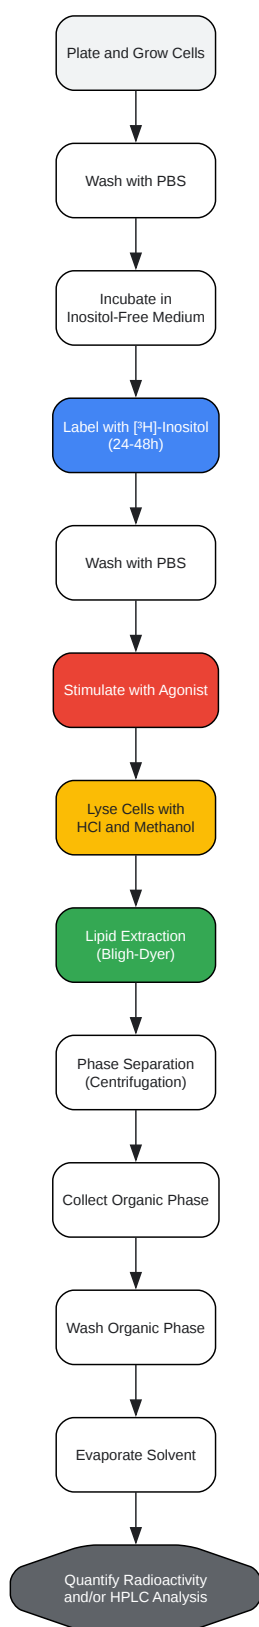 Plate and Grow Cells
Wash with PBS
Incubate in
Inositol-Free Medium
Label with [³H]-Inositol
(24-48h)
Wash with PBS
Stimulate with Agonist
Lyse Cells with
HCl and Methanol
Lipid Extraction
(Bligh-Dyer)
Phase Separation
(Centrifugation)
Collect Organic Phase
Wash Organic Phase
Evaporate Solvent
Quantify Radioactivity
and/or HPLC Analysis